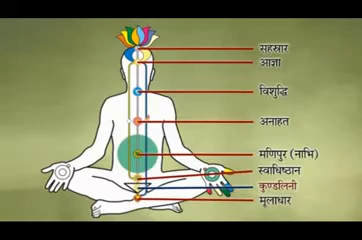 सहस्रार
आज्ञा
विशुद्धि
अनाहत
मणिपुर (नाभि)
स्वाधिष्ठान
कुण्डलिनी
मूलाधार